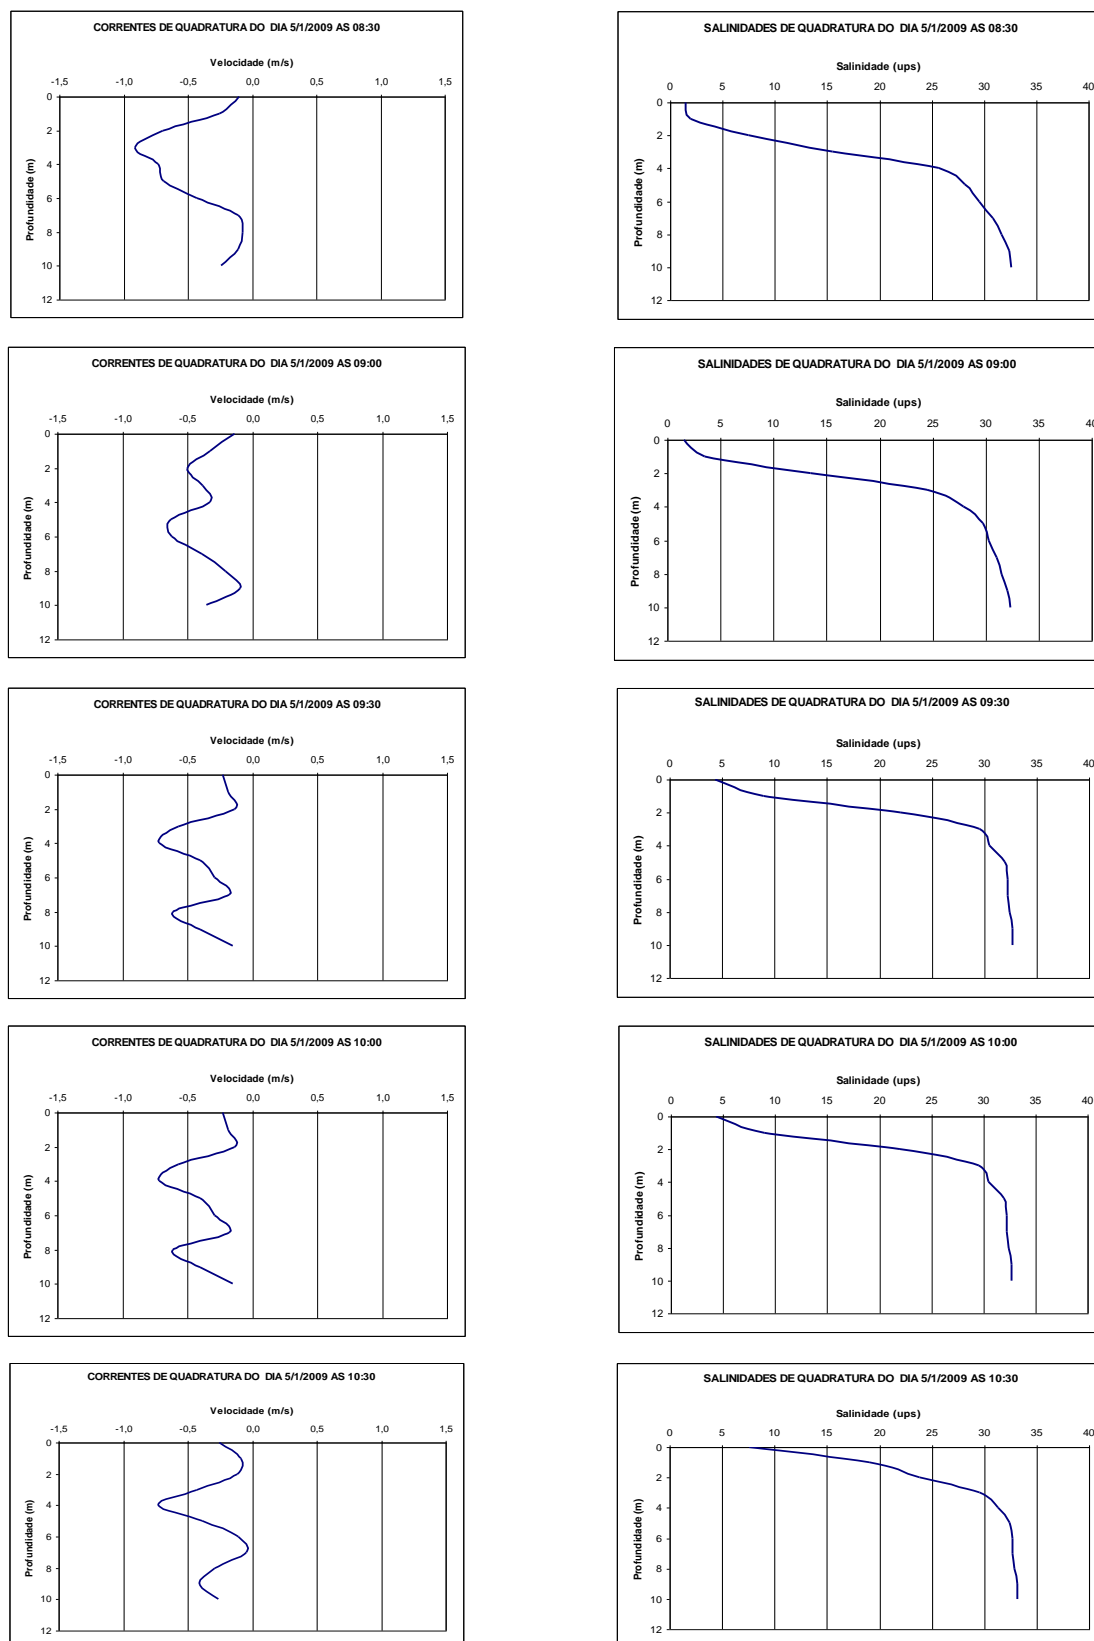 CORRENTES DE QUADRATURA DO DIA 5/1/2009 AS 08:30
Velocidade (m/s)
-1,5 -1,0 -0,5 0,0 0,5 1,0 1,5
0
2
4
6
8
10
12
Profundidade (m)
SALINIDADES DE QUADRATURA DO DIA 5/1/2009 AS 08:30
Salinidade (ups)
0 5 10 15 20 25 30 35 40
0
2
4
6
8
10
12
Profundidade (m)
CORRENTES DE QUADRATURA DO DIA 5/1/2009 AS 09:00
Velocidade (m/s)
-1,5 -1,0 -0,5 0,0 0,5 1,0 1,5
0
2
4
6
8
10
12
Profundidade (m)
SALINIDADES DE QUADRATURA DO DIA 5/1/2009 AS 09:00
Salinidade (ups)
0 5 10 15 20 25 30 35 40
0
2
4
6
8
10
12
Profundidade (m)
CORRENTES DE QUADRATURA DO DIA 5/1/2009 AS 09:30
Velocidade (m/s)
-1,5 -1,0 -0,5 0,0 0,5 1,0 1,5
0
2
4
6
8
10
12
Profundidade (m)
SALINIDADES DE QUADRATURA DO DIA 5/1/2009 AS 09:30
Salinidade (ups)
0 5 10 15 20 25 30 35 40
0
2
4
6
8
10
12
Profundidade (m)
CORRENTES DE QUADRATURA DO DIA 5/1/2009 AS 10:00
Velocidade (m/s)
-1,5 -1,0 -0,5 0,0 0,5 1,0 1,5
0
2
4
6
8
10
12
Profundidade (m)
SALINIDADES DE QUADRATURA DO DIA 5/1/2009 AS 10:00
Salinidade (ups)
0 5 10 15 20 25 30 35 40
0
2
4
6
8
10
12
Profundidade (m)
CORRENTES DE QUADRATURA DO DIA 5/1/2009 AS 10:30
Velocidade (m/s)
-1,5 -1,0 -0,5 0,0 0,5 1,0 1,5
0
2
4
6
8
10
12
Profundidade (m)
SALINIDADES DE QUADRATURA DO DIA 5/1/2009 AS 10:30
Salinidade (ups)
0 5 10 15 20 25 30 35 40
0
2
4
6
8
10
12
Profundidade (m)